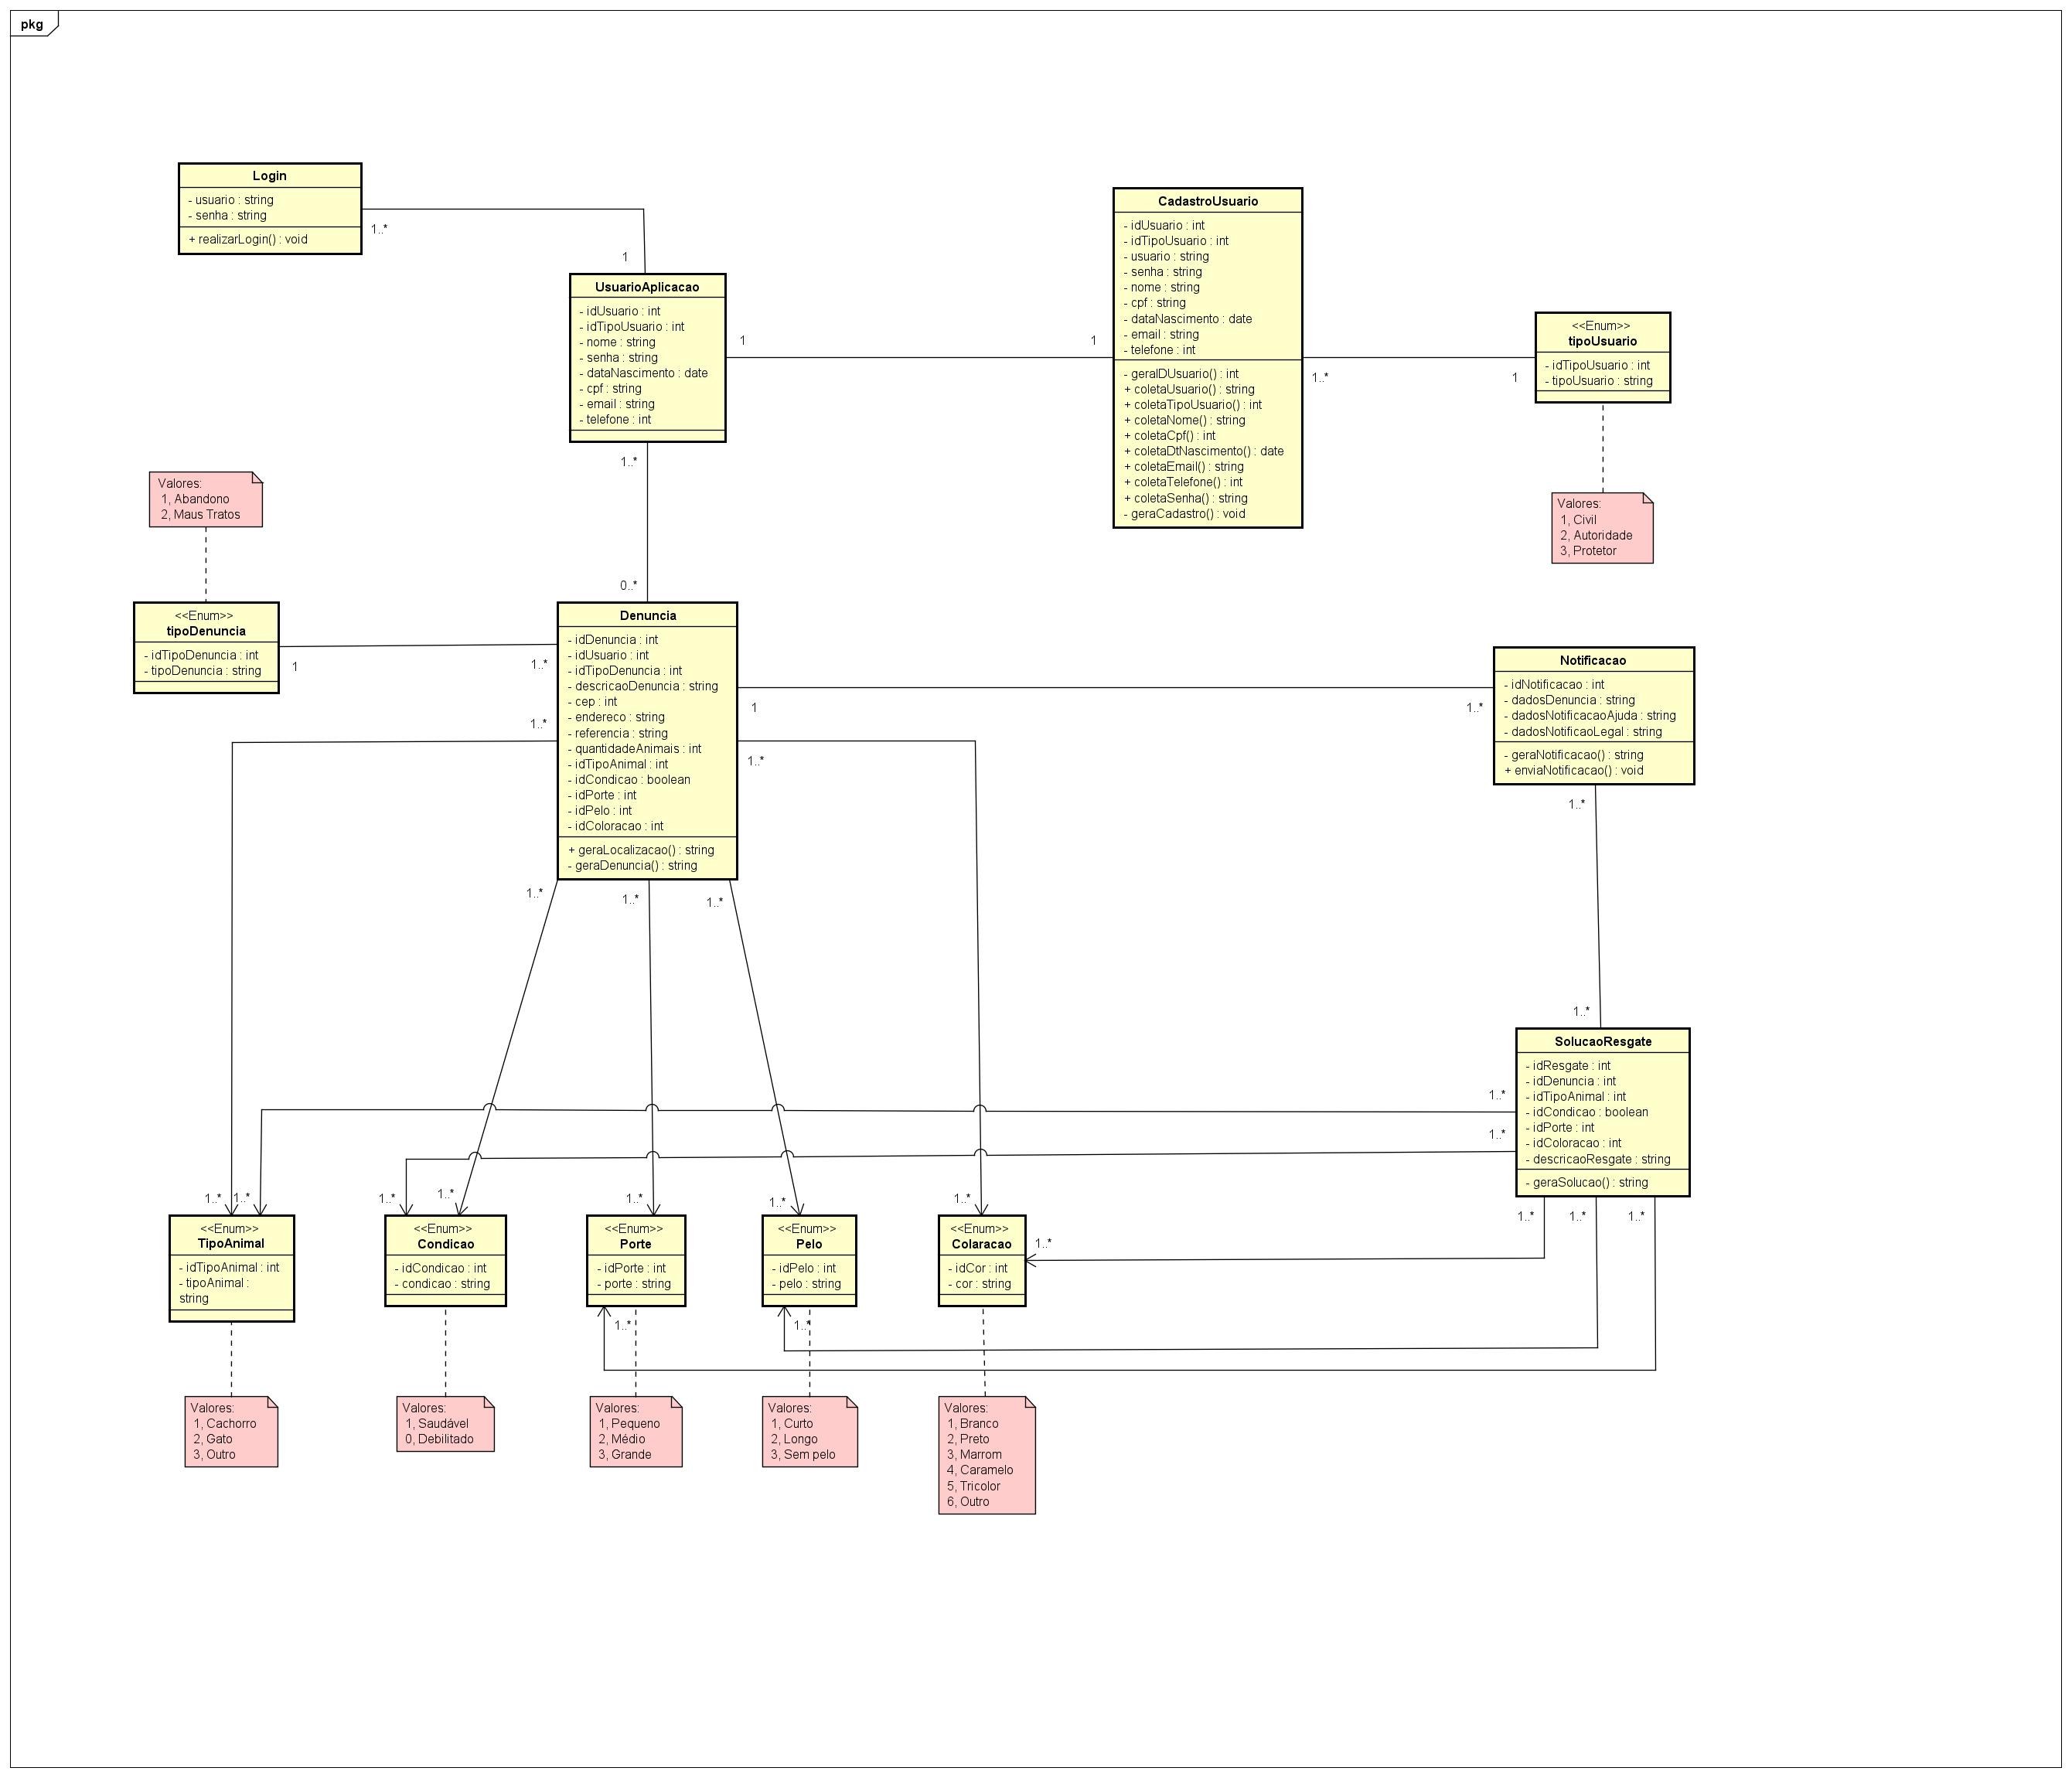 pkg
Login
- usuario : string
- senha : string
+ realizarLogin() : void
1..*
1
UsuarioAplicacao
- idUsuario : int
- idTipoUsuario : int
- nome : string
- senha : string
- dataNascimento : date
- cpf : string
- email : string
- telefone : int
1
1
1..*
0..*
CadastroUsuario
- idUsuario : int
- idTipoUsuario : int
- usuario : string
- senha : string
- nome : string
- cpf : string
- dataNascimento : date
- email : string
- telefone : int
- geraIDUsuario() : int
+ coletaUsuario() : string
+ coletaTipoUsuario() : int
+ coletaNome() : string
+ coletaCpf() : int
+ coletaDtNascimento() : date
+ coletaEmail() : string
+ coletaTelefone() : int
+ coletaSenha() : string
- geraCadastro() : void
1..*
1
<<Enum>>
tipoUsuario
- idTipoUsuario : int
- tipoUsuario : string
Valores:
1, Civil
2, Autoridade
3, Protetor
Valores:
1, Abandono
2, Maus Tratos
<<Enum>>
tipoDenuncia
- idTipoDenuncia : int
- tipoDenuncia : string
1
1..*
1..*
Denuncia
- idDenuncia : int
- idUsuario : int
- idTipoDenuncia : int
- descricaoDenuncia : string
- cep : int
- endereco : string
- referencia : string
- quantidadeAnimais : int
- idTipoAnimal : int
- idCondicao : boolean
- idPorte : int
- idPelo : int
- idColoracao : int
+ geraLocalizacao() : string
- geraDenuncia() : string
1
1..*
1..*
1..*
1..*
1..*
Notificacao
- idNotificacao : int
- dadosDenuncia : string
- dadosNotificacaoAjuda : string
- dadosNotificaoLegal : string
- geraNotificacao() : string
+ enviaNotificacao() : void
1..*
1..*
SolucaoResgate
- idResgate : int
- idDenuncia : int
- idTipoAnimal : int
- idCondicao : boolean
- idPorte : int
- idColoracao : int
- descricaoResgate : string
- geraSolucao() : string
1..*
1..*
1..*
1..*
1..*
1..*
1..*
<<Enum>>
TipoAnimal
- idTipoAnimal : int
- tipoAnimal :
string
1..*
1..*
<<Enum>>
Condicao
- idCondicao : int
- condicao : string
1..*
<<Enum>>
Porte
- idPorte : int
- porte : string
1..*
1..*
<<Enum>>
Pelo
- idPelo : int
- pelo : string
1..*
1..*
<<Enum>>
Colaracao
- idCor : int
- cor : string
1..*
Valores:
1, Cachorro
2, Gato
3, Outro
Valores:
1, Saudável
0, Debilitado
Valores:
1, Pequeno
2, Médio
3, Grande
Valores:
1, Curto
2, Longo
3, Sem pelo
Valores:
1, Branco
2, Preto
3, Marrom
4, Caramelo
5, Tricolor
6, Outro